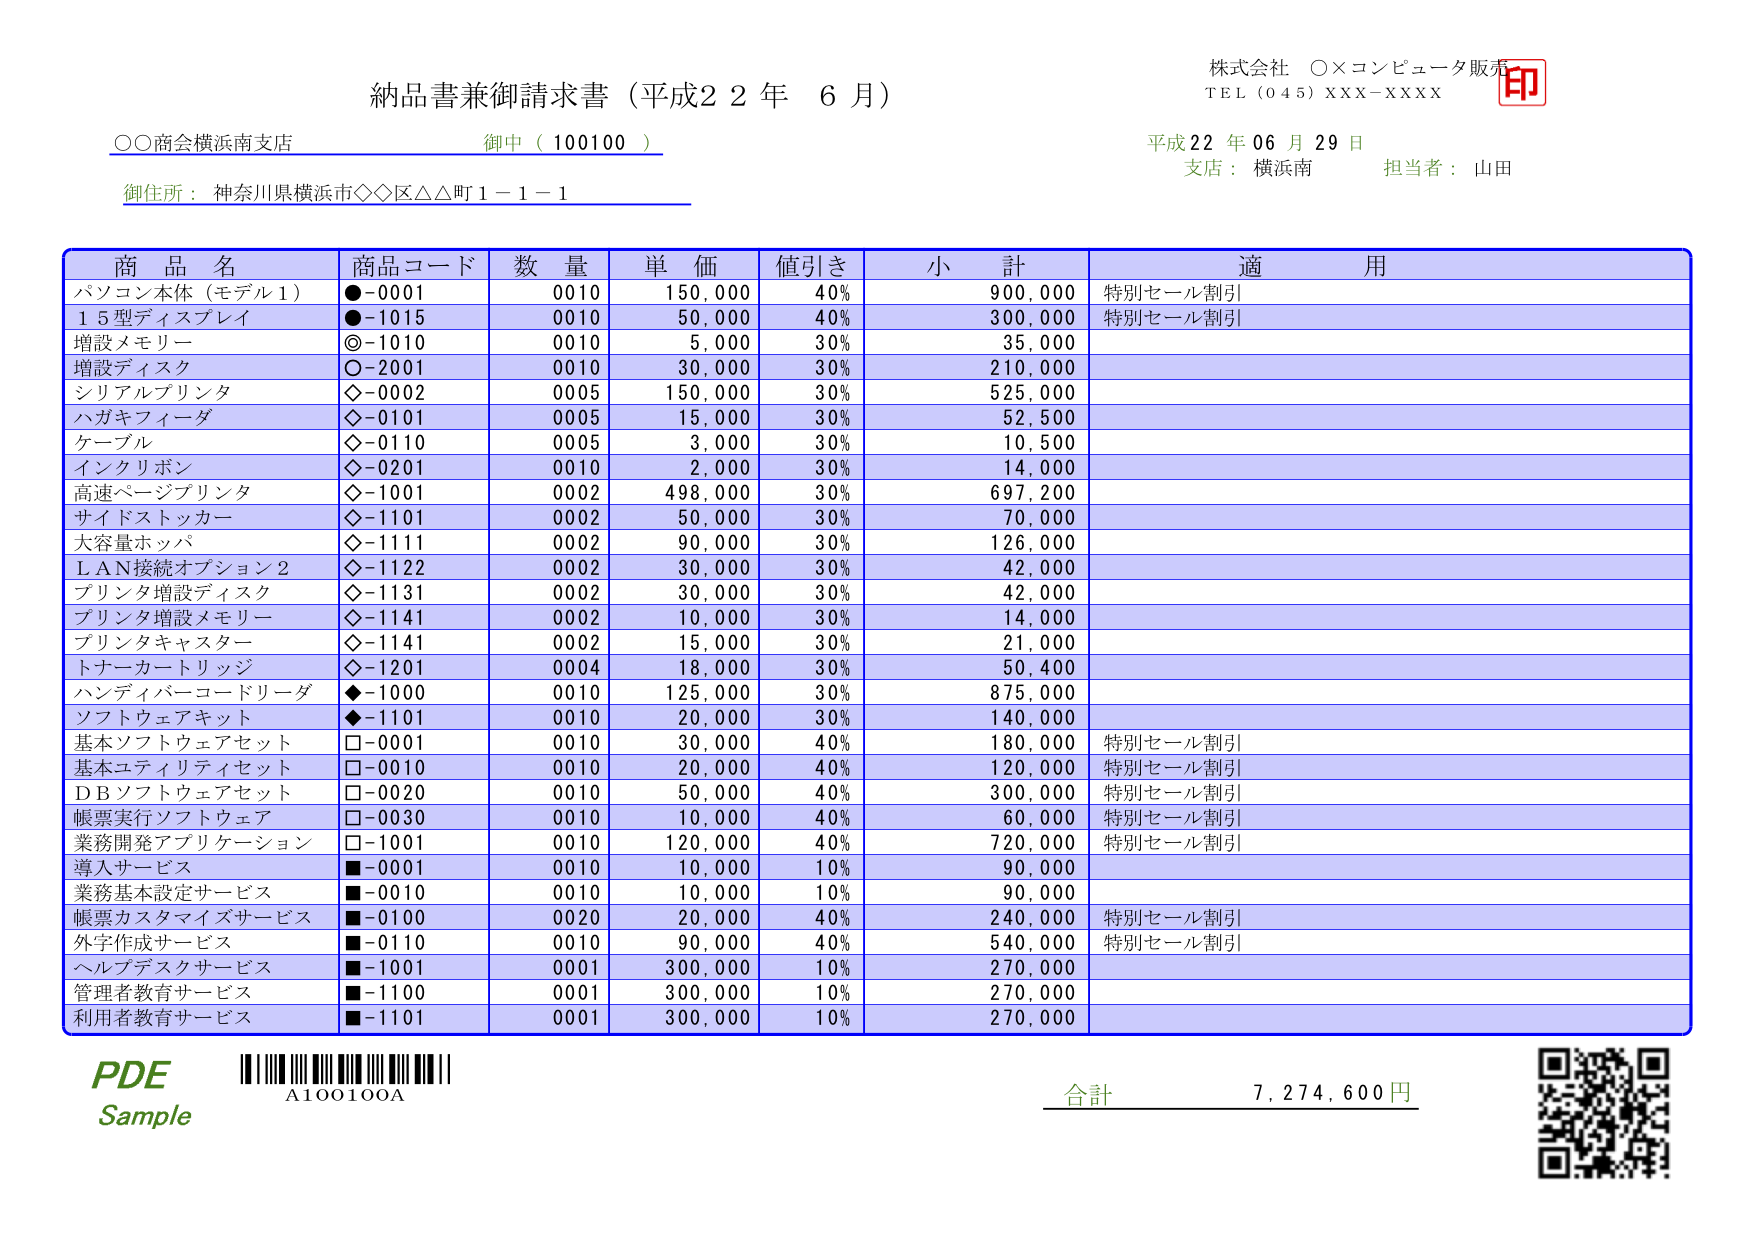 株式会社　○×コンピュータ販売 印
納品書兼御請求書（平成２２年　６月）
ＴＥＬ（０４５）ＸＸＸ－ＸＸＸＸ
○○商会横浜南支店　御中（ 100100 ）
平成 22 年 06 月 29 日
支店： 横浜南　担当者： 山田
御住所： 神奈川県横浜市◇◇区△△町１－１－１
商　品　名 商品コード 数　量 単　価 値引き 小　　計 適　　　用
パソコン本体（モデル１） ●-0001 0010 150,000 40% 900,000 特別セール割引
１５型ディスプレイ ●-1015 0010 50,000 40% 300,000 特別セール割引
増設メモリー ◎-1010 0010 5,000 30% 35,000
増設ディスク ○-2001 0010 30,000 30% 210,000
シリアルプリンタ ◇-0002 0005 150,000 30% 525,000
ハガキフィーダ ◇-0101 0005 15,000 30% 52,500
ケーブル ◇-0110 0005 3,000 30% 10,500
インクリボン ◇-0201 0010 2,000 30% 14,000
高速ページプリンタ ◇-1001 0002 498,000 30% 697,200
サイドストッカー ◇-1101 0002 50,000 30% 70,000
大容量ホッパ ◇-1111 0002 90,000 30% 126,000
ＬＡＮ接続オプション２ ◇-1122 0002 30,000 30% 42,000
プリンタ増設ディスク ◇-1131 0002 30,000 30% 42,000
プリンタ増設メモリー ◇-1141 0002 10,000 30% 14,000
プリンタキャスター ◇-1141 0002 15,000 30% 21,000
トナーカートリッジ ◇-1201 0004 18,000 30% 50,400
ハンディバーコードリーダ ◆-1000 0010 125,000 30% 875,000
ソフトウェアキット ◆-1101 0010 20,000 30% 140,000
基本ソフトウェアセット □-0001 0010 30,000 40% 180,000 特別セール割引
基本ユティリティセット □-0010 0010 20,000 40% 120,000 特別セール割引
ＤＢソフトウェアセット □-0020 0010 50,000 40% 300,000 特別セール割引
帳票実行ソフトウェア □-0030 0010 10,000 40% 60,000 特別セール割引
業務開発アプリケーション □-1001 0010 120,000 40% 720,000 特別セール割引
導入サービス ■-0001 0010 10,000 10% 90,000
業務基本設定サービス ■-0010 0010 10,000 10% 90,000
帳票カスタマイズサービス ■-0100 0020 20,000 40% 240,000 特別セール割引
外字作成サービス ■-0110 0010 90,000 40% 540,000 特別セール割引
ヘルプデスクサービス ■-1001 0001 300,000 10% 270,000
管理者教育サービス ■-1100 0001 300,000 10% 270,000
利用者教育サービス ■-1101 0001 300,000 10% 270,000
PDE
Sample
A100100A
合計 7,274,600円